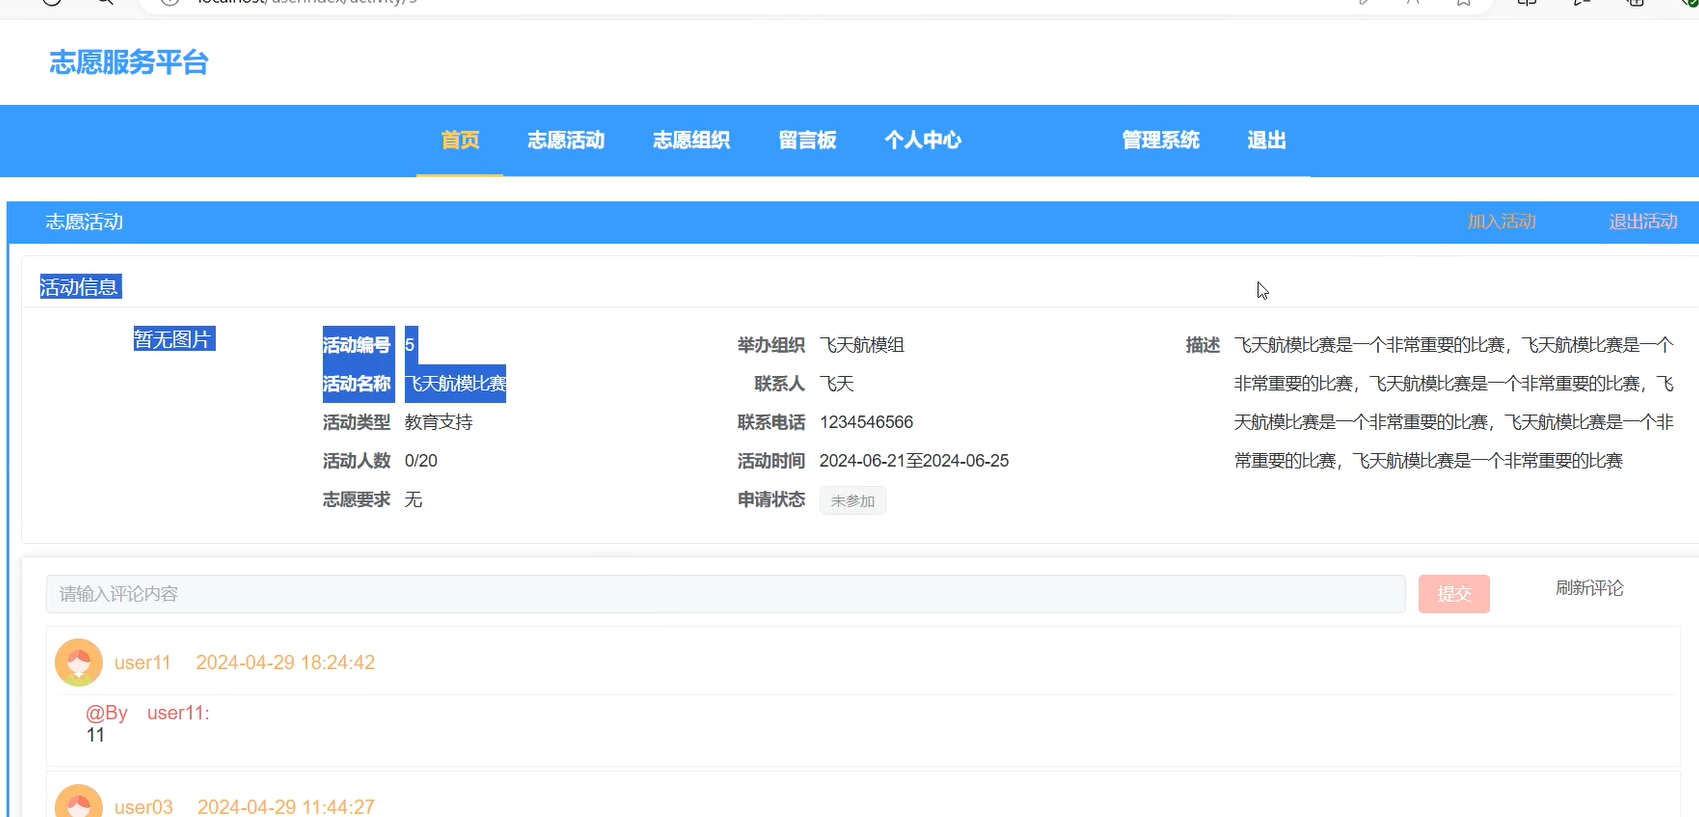 志愿服务平台
首页 志愿活动 志愿组织 留言板 个人中心 管理系统 退出
志愿活动 加入活动 退出活动
活动信息
暂无图片
活动编号 5
活动名称 飞天航模比赛
活动类型 教育支持
活动人数 0/20
志愿要求 无
举办组织 飞天航模组
联系人 飞天
联系电话 1234546566
活动时间 2024-06-21至2024-06-25
申请状态 未参加
描述 飞天航模比赛是一个非常重要的比赛，飞天航模比赛是一个
非常重要的比赛，飞天航模比赛是一个非常重要的比赛，飞
天航模比赛是一个非常重要的比赛，飞天航模比赛是一个非
常重要的比赛，飞天航模比赛是一个非常重要的比赛
请输入评论内容 提交 刷新评论
user11 2024-04-29 18:24:42
@By user11:
11
user03 2024-04-29 11:44:27